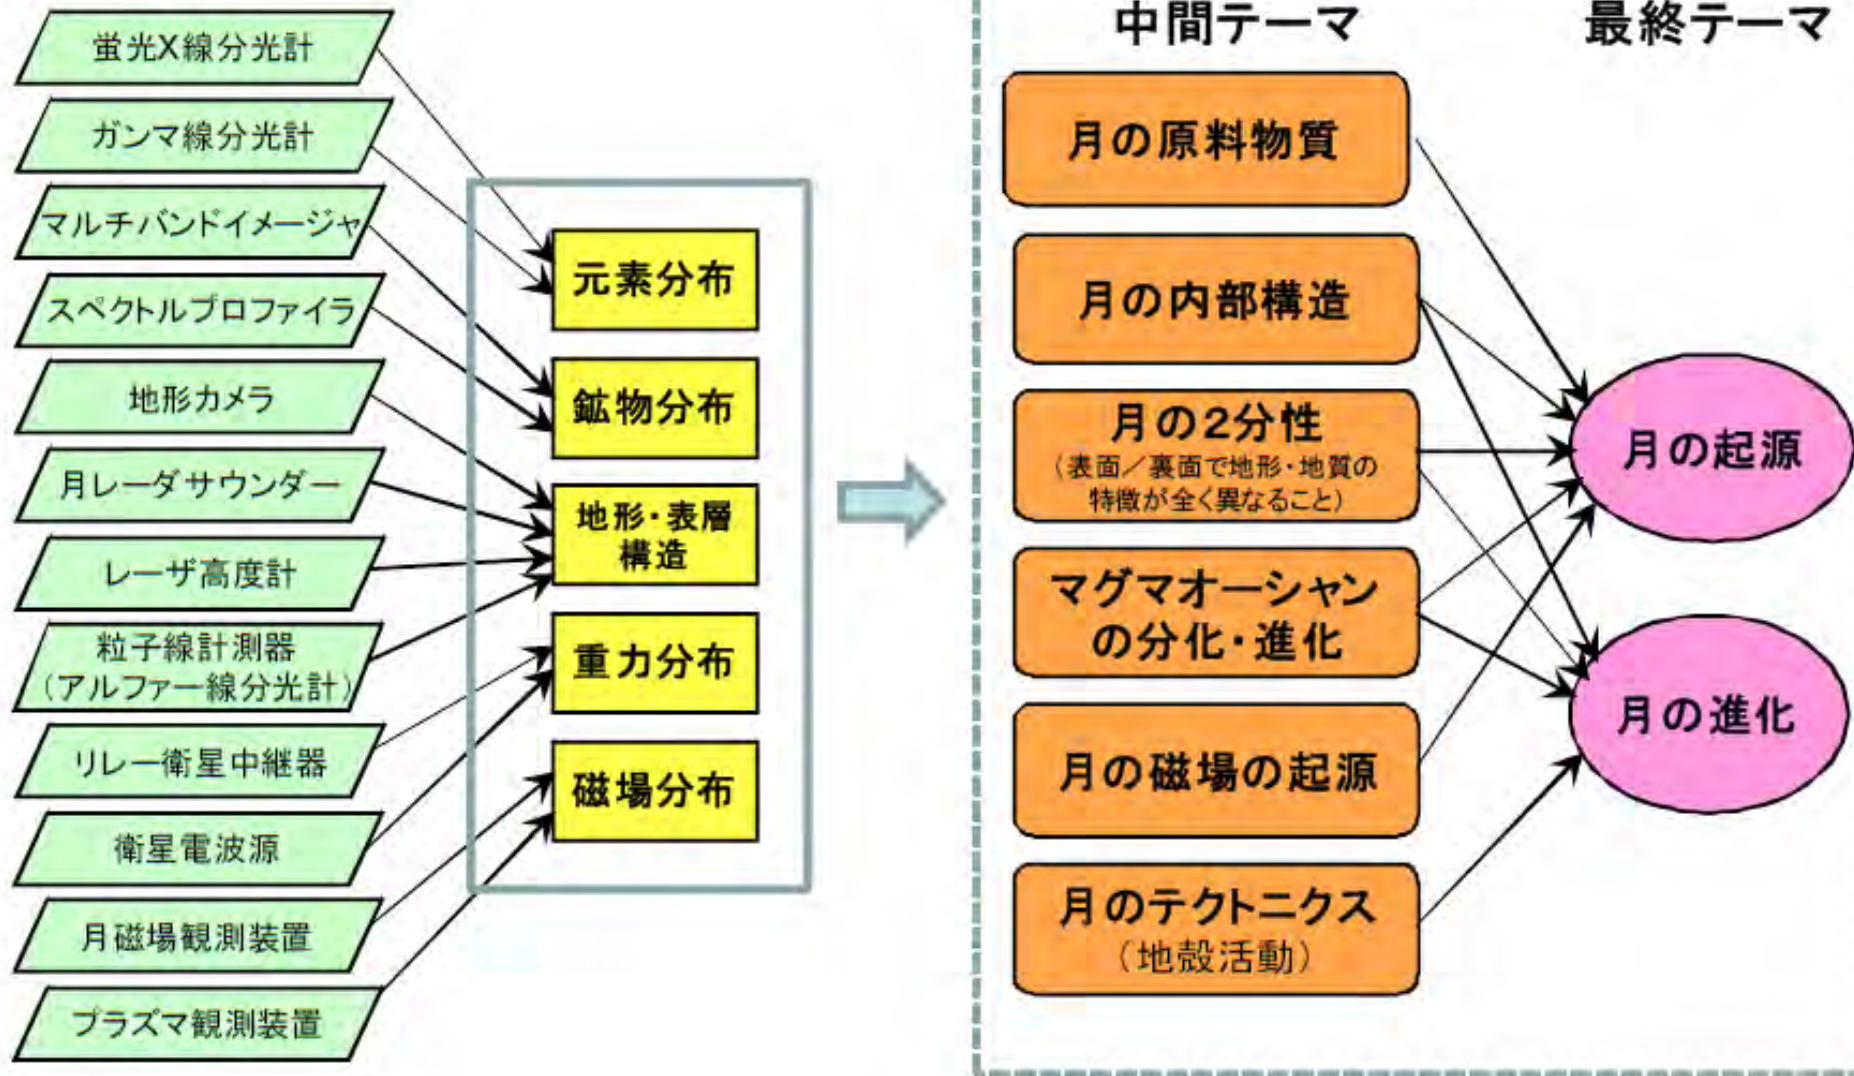 蛍光X線分光計
ガンマ線分光計
マルチバンドイメージャ
スペクトルプロファイラ
地形カメラ
月レーダサウンダー
レーザ高度計
粒子線計測器
(アルファー線分光計)
リレー衛星中継器
衛星電波源
月磁場観測装置
プラズマ観測装置
元素分布
鉱物分布
地形・表層
構造
重力分布
磁場分布
中間テーマ
月の原料物質
月の内部構造
月の2分性
(表面/裏面で地形・地質の
特徴が全く異なること)
マグマオーシャン
の分化・進化
月の磁場の起源
月のテクトニクス
(地殻活動)
最終テーマ
月の起源
月の進化